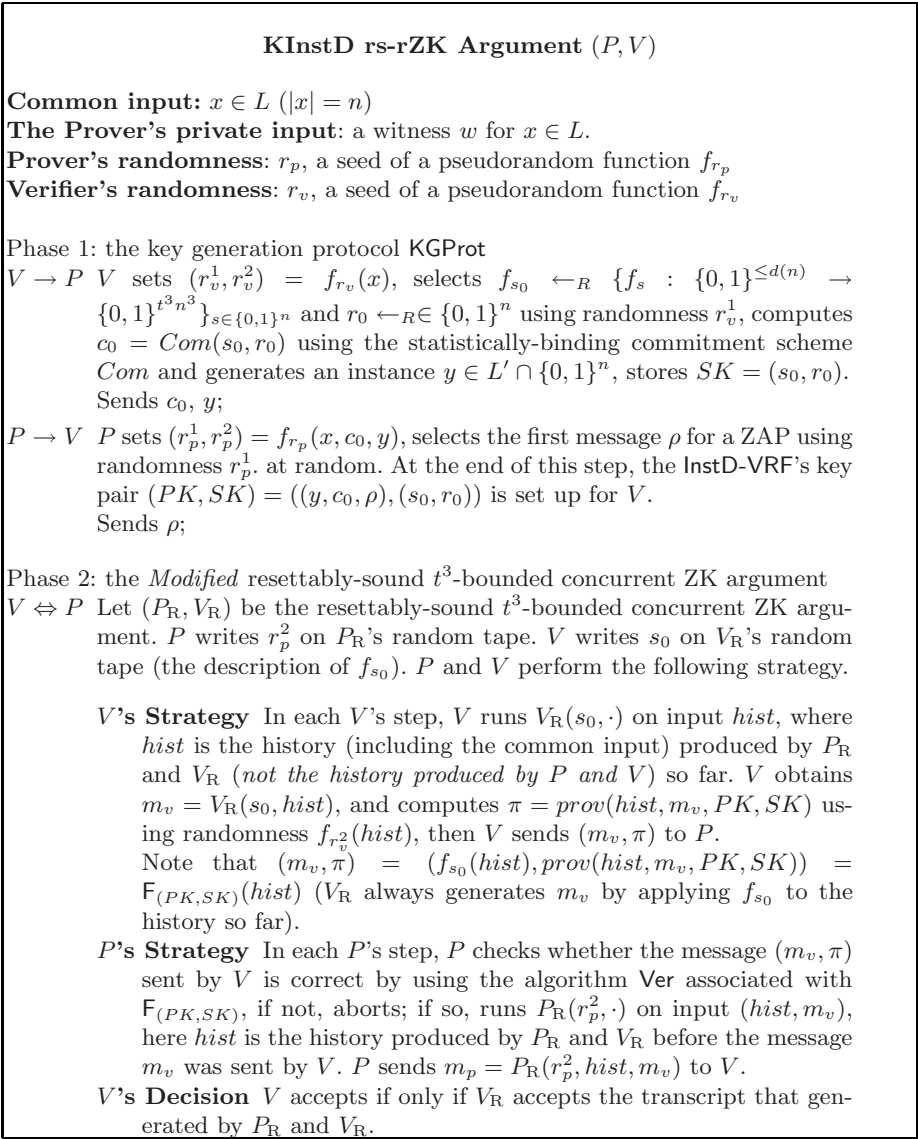 KInstD rs-rZK Argument (P, V)
Common input: x ∈ L (|x| = n)
The Prover's private input: a witness w for x ∈ L.
Prover's randomness: r_p, a seed of a pseudorandom function f_{r_p}
Verifier's randomness: r_v, a seed of a pseudorandom function f_{r_v}
Phase 1: the key generation protocol KGProt
V → P V sets (r_v^1, r_v^2) = f_{r_v}(x), selects f_{s_0} ←_R {f_s : {0, 1}^{≤d(n)} →
{0, 1}^{t^3 n^3}}_{s∈{0,1}^n} and r_0 ←_R∈ {0, 1}^n using randomness r_v^1, computes
c_0 = Com(s_0, r_0) using the statistically-binding commitment scheme
Com and generates an instance y ∈ L′ ∩ {0, 1}^n, stores SK = (s_0, r_0).
Sends c_0, y;
P → V P sets (r_p^1, r_p^2) = f_{r_p}(x, c_0, y), selects the first message ρ for a ZAP using
randomness r_p^1. at random. At the end of this step, the InstD-VRF's key
pair (PK, SK) = ((y, c_0, ρ), (s_0, r_0)) is set up for V.
Sends ρ;
Phase 2: the Modified resettably-sound t^3-bounded concurrent ZK argument
V ⇔ P Let (P_R, V_R) be the resettably-sound t^3-bounded concurrent ZK argu-
ment. P writes r_p^2 on P_R's random tape. V writes s_0 on V_R's random
tape (the description of f_{s_0}). P and V perform the following strategy.
V's Strategy In each V's step, V runs V_R(s_0, ·) on input hist, where
hist is the history (including the common input) produced by P_R
and V_R (not the history produced by P and V) so far. V obtains
m_v = V_R(s_0, hist), and computes π = prov(hist, m_v, PK, SK) us-
ing randomness f_{r_v^2}(hist), then V sends (m_v, π) to P.
Note that (m_v, π) = (f_{s_0}(hist), prov(hist, m_v, PK, SK)) =
F_{(PK,SK)}(hist) (V_R always generates m_v by applying f_{s_0} to the
history so far).
P's Strategy In each P's step, P checks whether the message (m_v, π)
sent by V is correct by using the algorithm Ver associated with
F_{(PK,SK)}, if not, aborts; if so, runs P_R(r_p^2, ·) on input (hist, m_v),
here hist is the history produced by P_R and V_R before the message
m_v was sent by V. P sends m_p = P_R(r_p^2, hist, m_v) to V.
V's Decision V accepts if only if V_R accepts the transcript that gen-
erated by P_R and V_R.